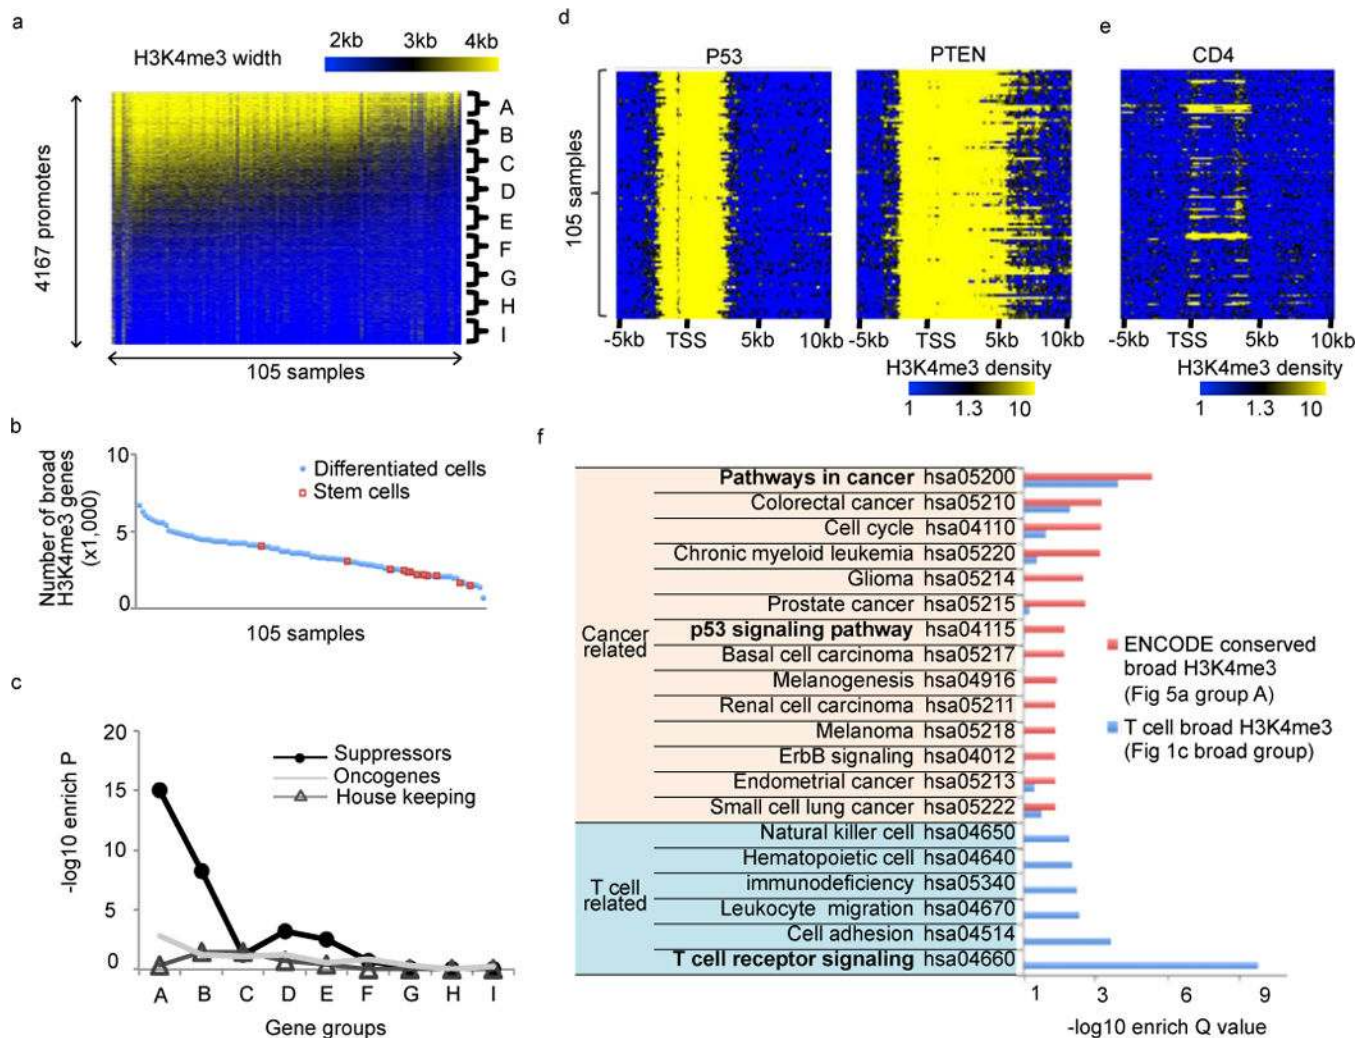 a
H3K4me3 width
2kb 3kb 4kb
4167 promoters
A
B
C
D
E
F
G
H
I
105 samples
b
Number of broad
H3K4me3 genes
(x1,000)
10
5
0
Differentiated cells
Stem cells
105 samples
c
-log10 enrich P
20
15
10
5
0
Suppressors
Oncogenes
House keeping
A B C D E F G H I
Gene groups
d
P53 PTEN
105 samples
-5kb TSS 5kb 10kb
-5kb TSS 5kb 10kb
H3K4me3 density
1 1.3 10
e
CD4
-5kb TSS 5kb 10kb
H3K4me3 density
1 1.3 10
f
Cancer
related
Pathways in cancer hsa05200
Colorectal cancer hsa05210
Cell cycle hsa04110
Chronic myeloid leukemia hsa05220
Glioma hsa05214
Prostate cancer hsa05215
p53 signaling pathway hsa04115
Basal cell carcinoma hsa05217
Melanogenesis hsa04916
Renal cell carcinoma hsa05211
Melanoma hsa05218
ErbB signaling hsa04012
Endometrial cancer hsa05213
Small cell lung cancer hsa05222
T cell
related
Natural killer cell hsa04650
Hematopoietic cell hsa04640
immunodeficiency hsa05340
Leukocyte migration hsa04670
Cell adhesion hsa04514
T cell receptor signaling hsa04660
1 3 6 9
-log10 enrich Q value
ENCODE conserved
broad H3K4me3
(Fig 5a group A)
T cell broad H3K4me3
(Fig 1c broad group)